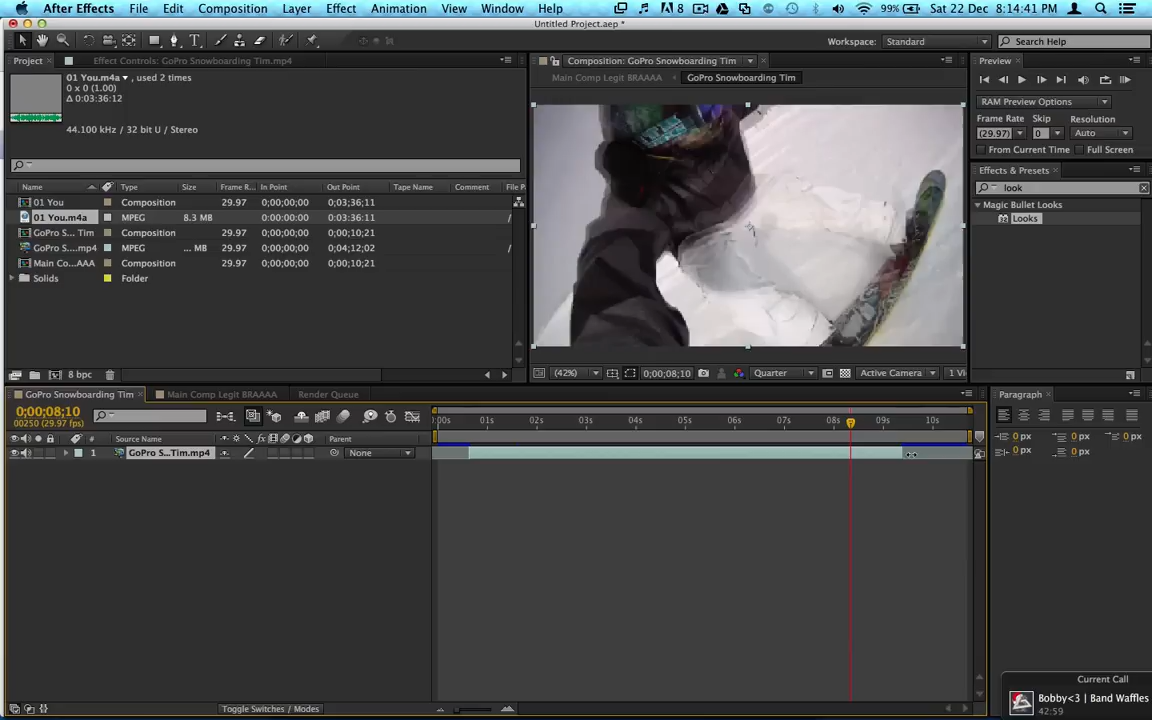 After Effects File Edit Composition Layer Effect Animation View Window Help 8 99% Sat 22 Dec 8:14:41 PM
Untitled Project.aep *
Workspace: Standard Search Help
Project Effect Controls: GoPro Snowboarding Tim.mp4
01 You.m4a , used 2 times
0 x 0 (1.00)
Δ 0:03:36:12
44.100 kHz / 32 bit U / Stereo
Name Type Size Frame R... In Point Out Point Tape Name Comment File P
01 You Composition 29.97 0;00;00;00 0;03;36;11
01 You.m4a MPEG 8.3 MB 0:00:00:00 0:03:36:11 /
GoPro S... Tim Composition 29.97 0;00;00;00 0;00;10;21
GoPro S....mp4 MPEG ... MB 29.97 0;00;00;00 0;04;12;02 /
Main Co...AAA Composition 29.97 0;00;00;00 0;00;10;21
Solids Folder
8 bpc
Composition: GoPro Snowboarding Tim
Main Comp Legit BRAAAA GoPro Snowboarding Tim
(42%) 0;00;08;10 Quarter Active Camera 1 Vi
Preview
RAM Preview Options
Frame Rate Skip Resolution
(29.97) 0 Auto
From Current Time Full Screen
Effects & Presets
look
Magic Bullet Looks
Looks
GoPro Snowboarding Tim Main Comp Legit BRAAAA Render Queue
0;00;08;10
00250 (29.97 fps)
# Source Name Parent
1 GoPro S...Tim.mp4 None
0:00s 01s 02s 03s 04s 05s 06s 07s 08s 09s 10s
Toggle Switches / Modes
Paragraph
0 px 0 px 0 px
0 px 0 px
Current Call
Bobby<3 | Band Waffles
42:59